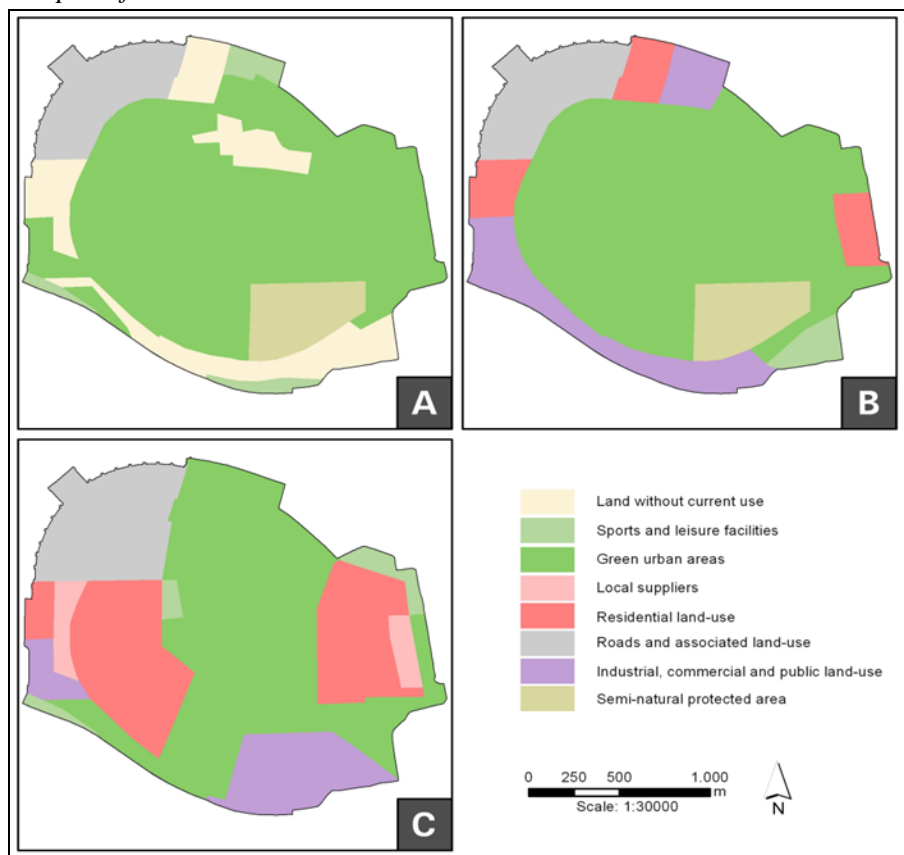 A
B
C
Land without current use
Sports and leisure facilities
Green urban areas
Local suppliers
Residential land-use
Roads and associated land-use
Industrial, commercial and public land-use
Semi-natural protected area
0 250 500 1.000
m
Scale: 1:30000
N